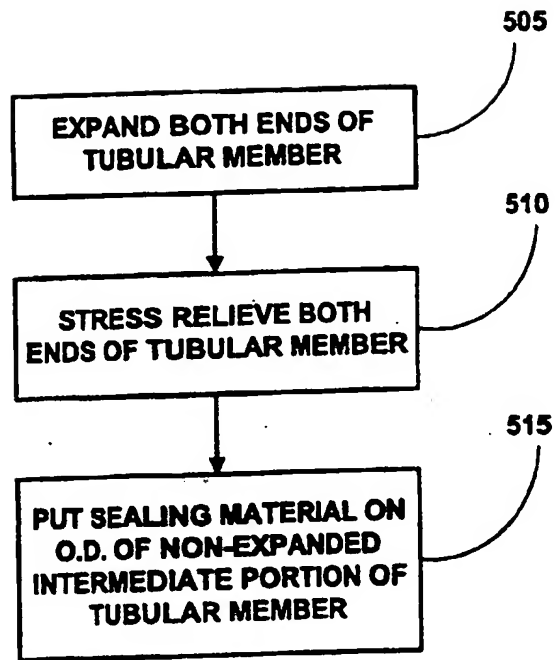 505
EXPAND BOTH ENDS OF
TUBULAR MEMBER
510
STRESS RELIEVE BOTH
ENDS OF TUBULAR MEMBER
515
PUT SEALING MATERIAL ON
O.D. OF NON-EXPANDED
INTERMEDIATE PORTION OF
TUBULAR MEMBER